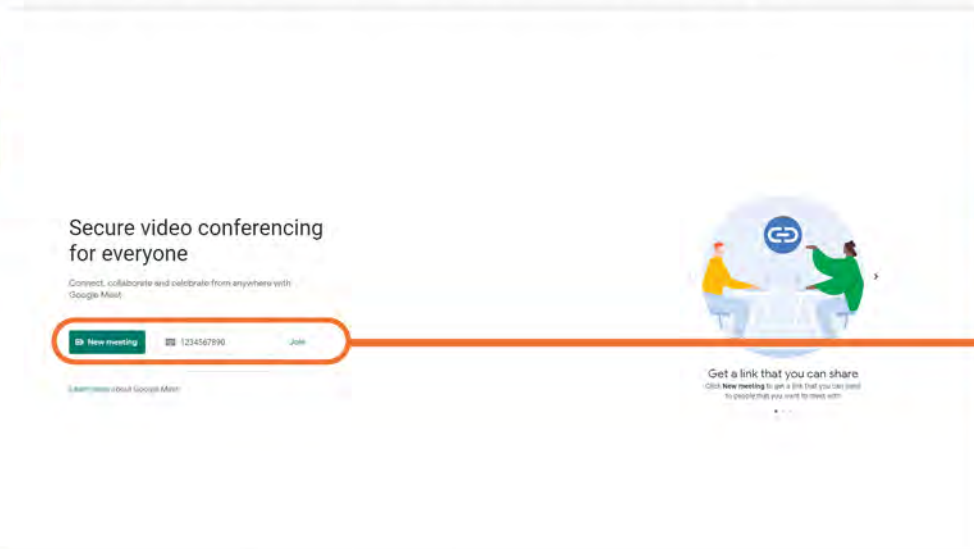 Secure video conferencing
for everyone
Connect, collaborate and celebrate from anywhere with
Google Meet
New meeting
1234567890
Join
Learn more about Google Meet
Get a link that you can share
Click New meeting to get a link that you can send
to people that you want to meet with